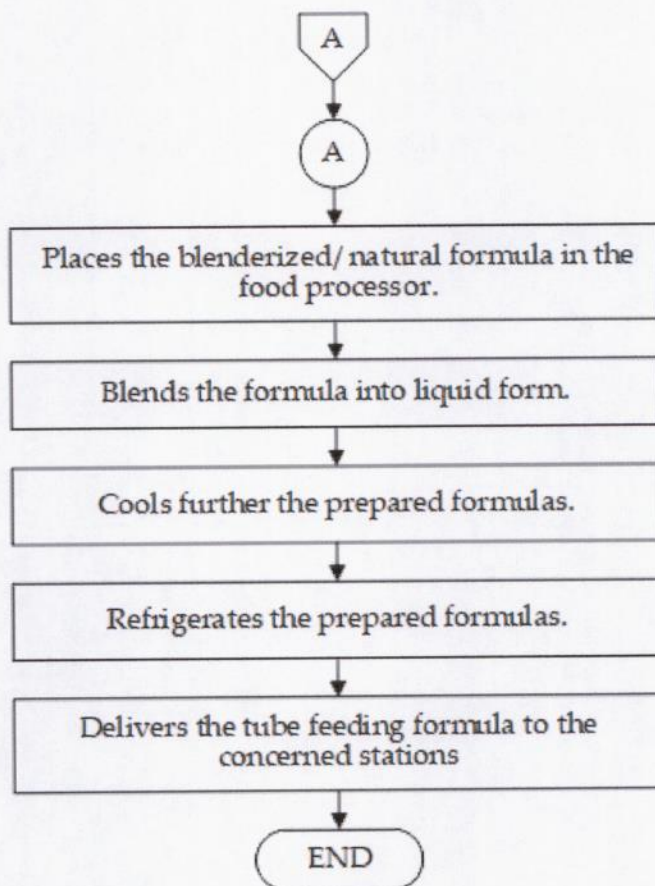 A
A
Places the blenderized/ natural formula in the
food processor.
Blends the formula into liquid form.
Cools further the prepared formulas.
Refrigerates the prepared formulas.
Delivers the tube feeding formula to the
concerned stations
END